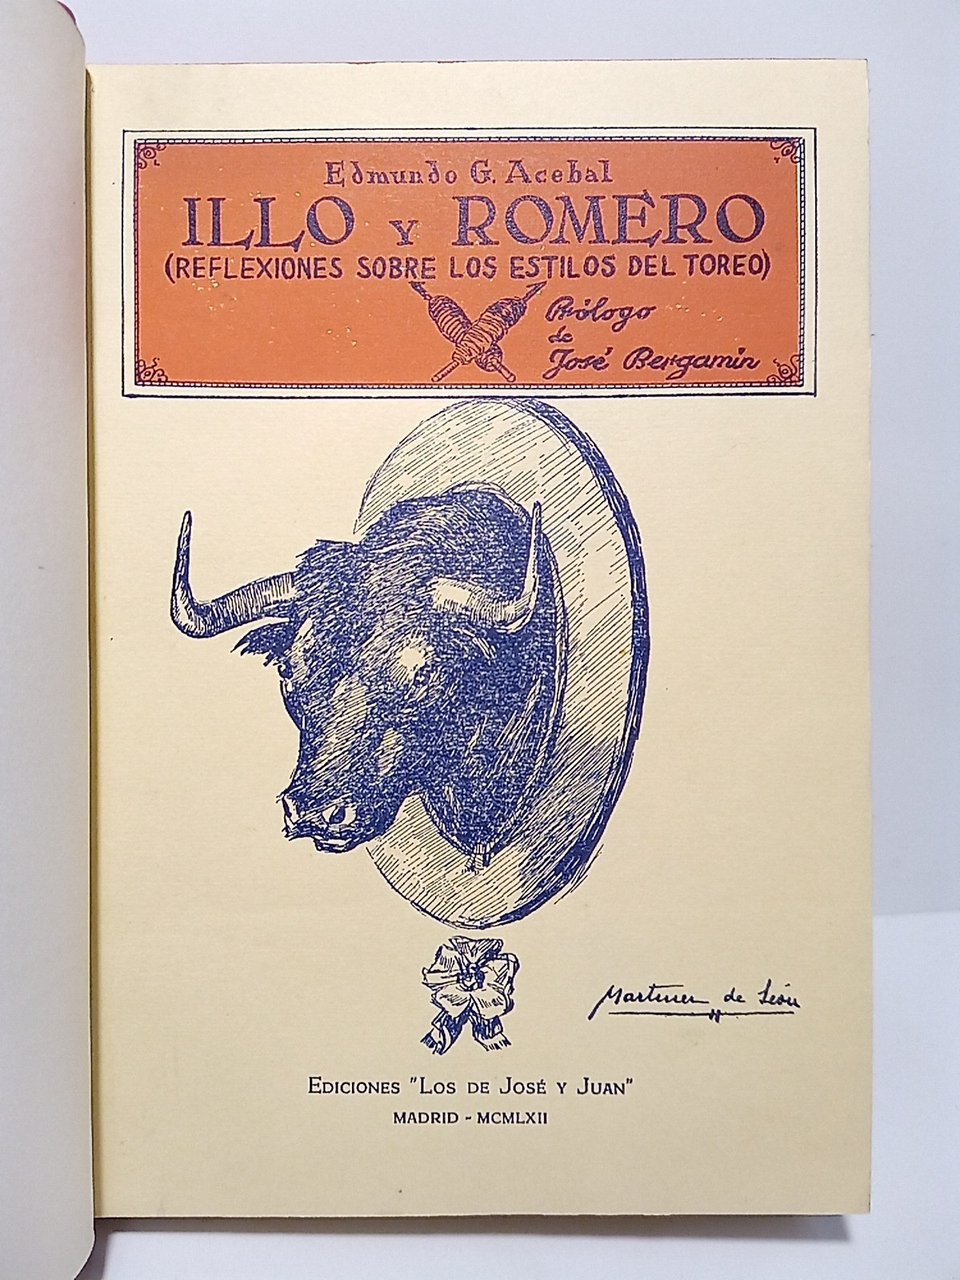 Edmundo G. Acebal
ILLO Y ROMERO
(REFLEXIONES SOBRE LOS ESTILOS DEL TOREO)
Prólogo
de
José Bergamín
Martinez de León
EDICIONES "LOS DE JOSÉ Y JUAN"
MADRID - MCMLXII